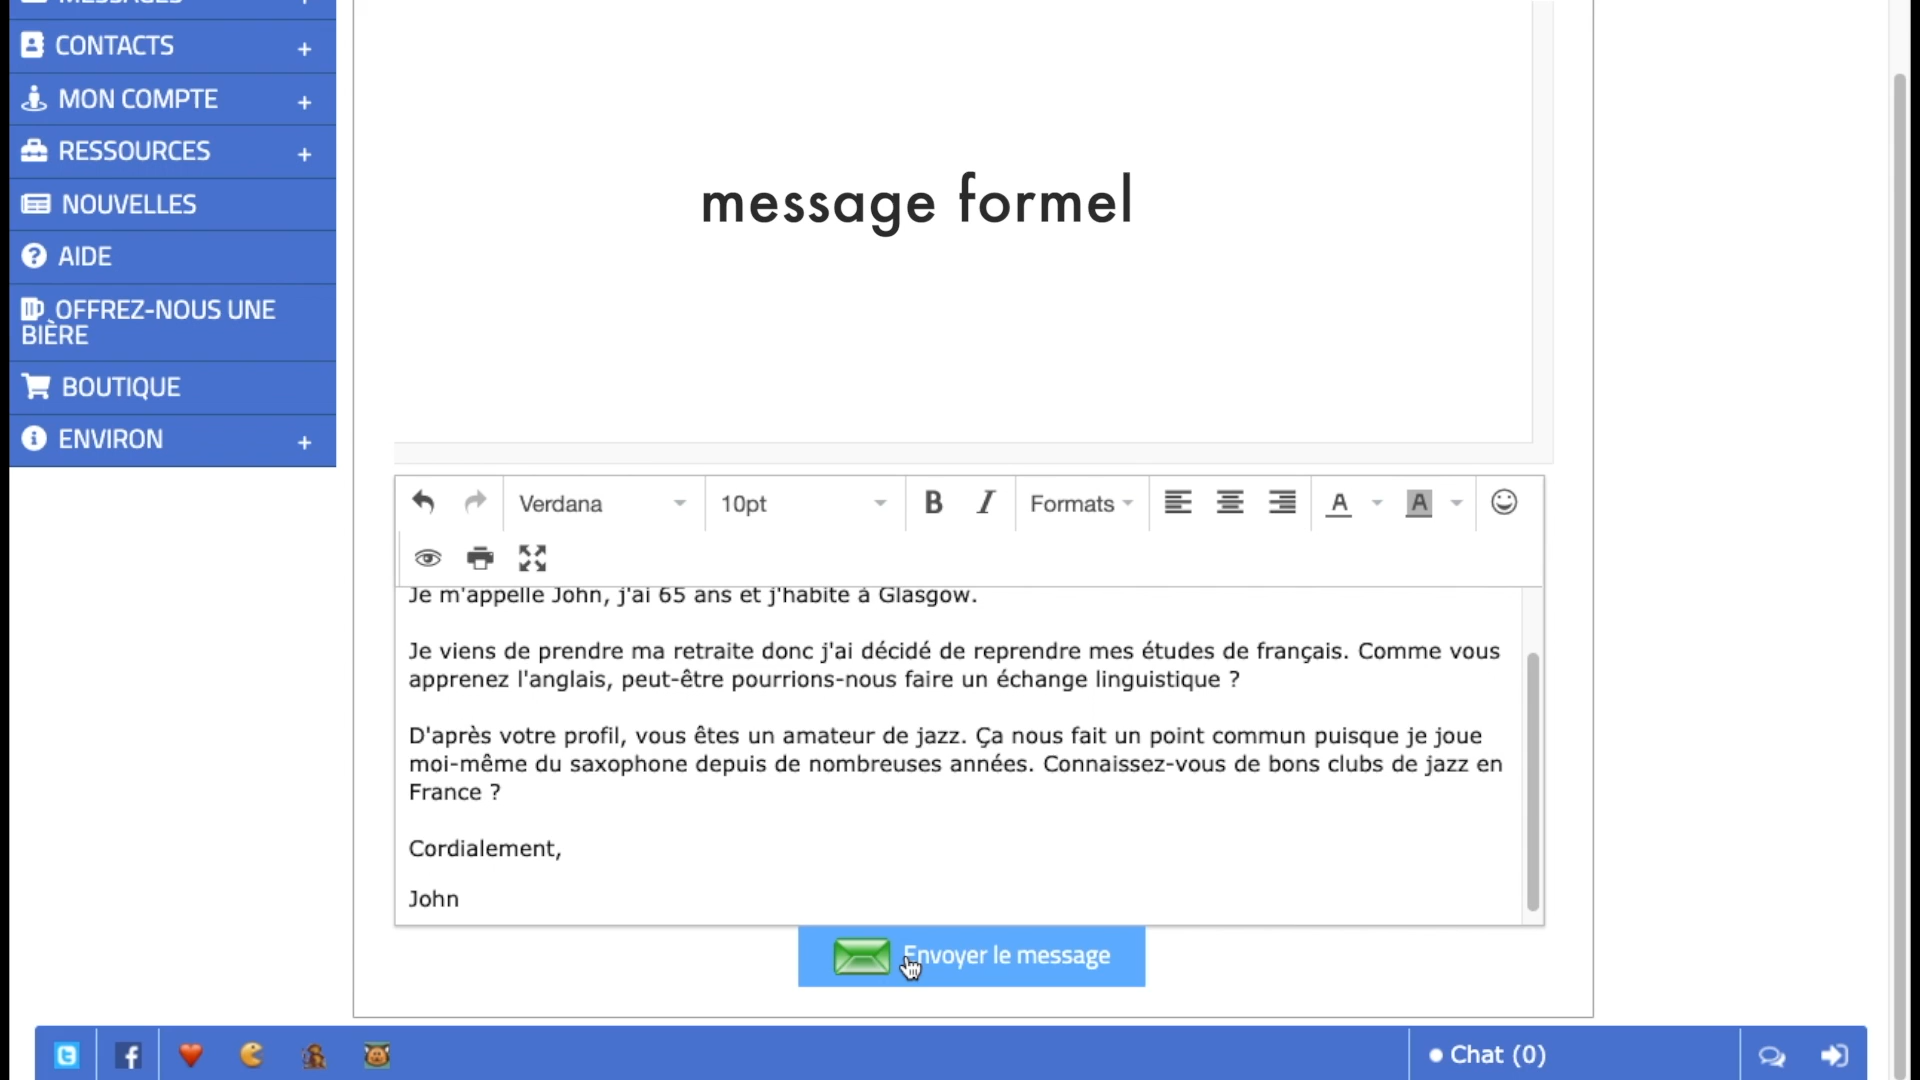 MESSAGES +
CONTACTS +
MON COMPTE +
RESSOURCES +
NOUVELLES
AIDE
OFFREZ-NOUS UNE
BIÈRE
BOUTIQUE
ENVIRON +
message formel
Verdana 10pt B I Formats A A
Je m'appelle John, j'ai 65 ans et j'habite à Glasgow.
Je viens de prendre ma retraite donc j'ai décidé de reprendre mes études de français. Comme vous
apprenez l'anglais, peut-être pourrions-nous faire un échange linguistique ?
D'après votre profil, vous êtes un amateur de jazz. Ça nous fait un point commun puisque je joue
moi-même du saxophone depuis de nombreuses années. Connaissez-vous de bons clubs de jazz en
France ?
Cordialement,
John
Envoyer le message
Chat (0)